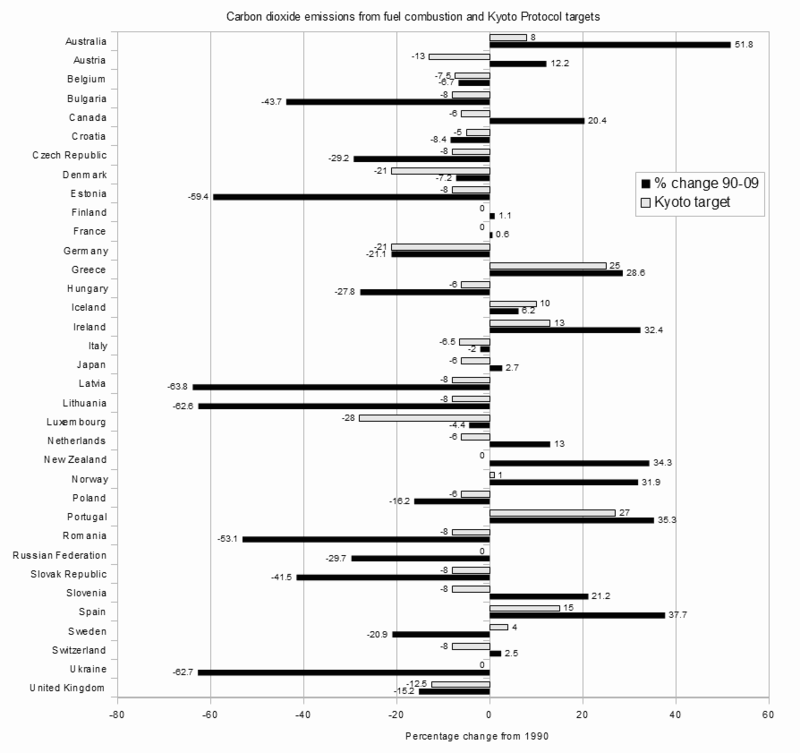 Carbon dioxide emissions from fuel combustion and Kyoto Protocol targets
Australia 8 51.8
Austria -13 12.2
Belgium -7.5 -6.7
Bulgaria -8 -43.7
Canada -6 20.4
Croatia -5 -8.4
Czech Republic -8 -29.2
Denmark -21 -7.2
Estonia -8 -59.4
Finland 0 1.1
France 0 0.6
Germany -21 -21.1
Greece 25 28.6
Hungary -6 -27.8
Iceland 10 6.2
Ireland 13 32.4
Italy -6.5 -2
Japan -6 2.7
Latvia -8 -63.8
Lithuania -8 -62.6
Luxembourg -28 -4.4
Netherlands -6 13
New Zealand 0 34.3
Norway 1 31.9
Poland -6 -16.2
Portugal 27 35.3
Romania -8 -53.1
Russian Federation 0 -29.7
Slovak Republic -8 -41.5
Slovenia -8 21.2
Spain 15 37.7
Sweden 4 -20.9
Switzerland -8 2.5
Ukraine 0 -62.7
United Kingdom -12.5 -15.2
% change 90-09
Kyoto target
-80 -60 -40 -20 0 20 40 60
Percentage change from 1990